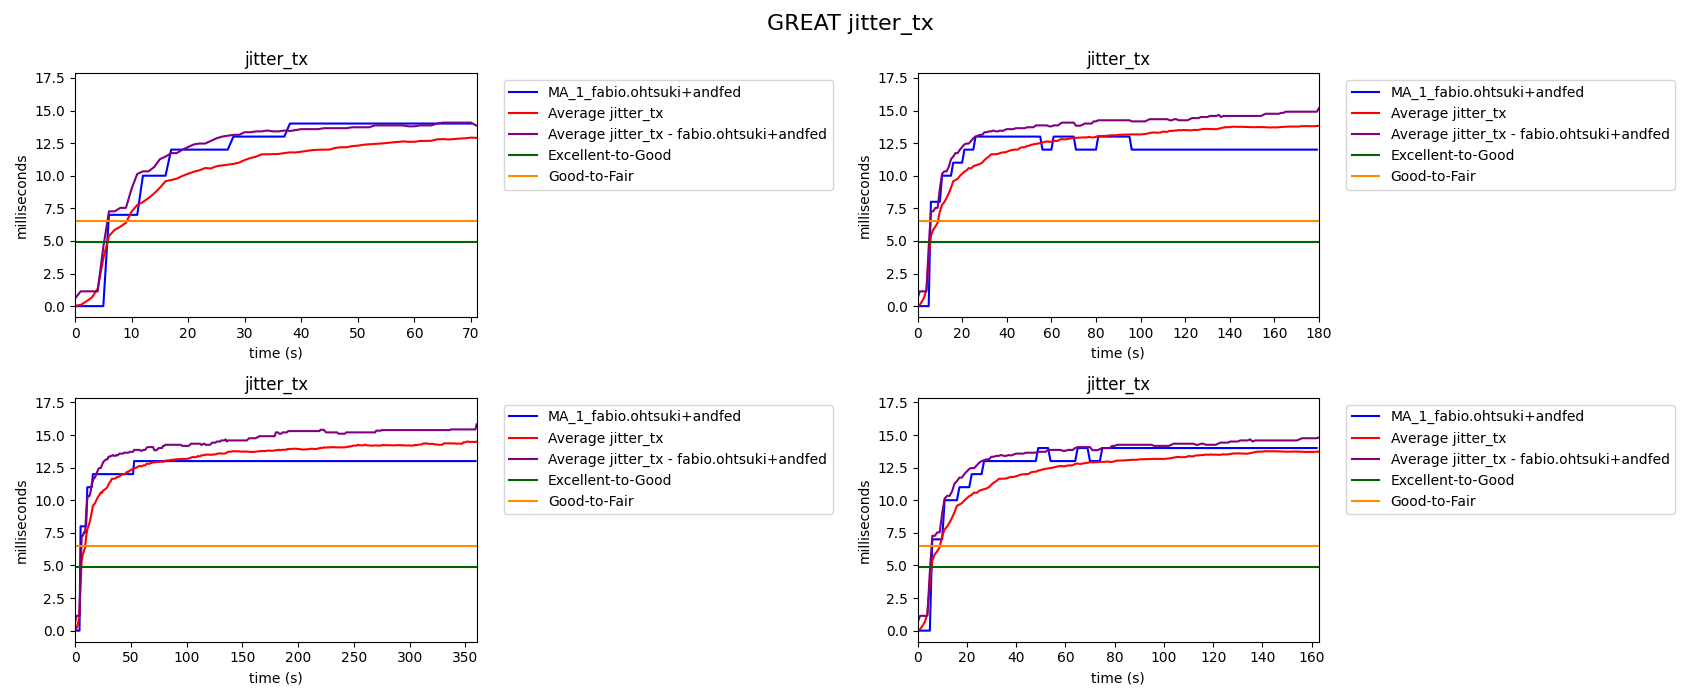 GREAT jitter_tx
jitter_tx
17.5
15.0
12.5
10.0
7.5
5.0
2.5
0.0
milliseconds
0 10 20 30 40 50 60 70
time (s)
MA_1_fabio.ohtsuki+andfed
Average jitter_tx
Average jitter_tx - fabio.ohtsuki+andfed
Excellent-to-Good
Good-to-Fair
jitter_tx
17.5
15.0
12.5
10.0
7.5
5.0
2.5
0.0
milliseconds
0 20 40 60 80 100 120 140 160 180
time (s)
MA_1_fabio.ohtsuki+andfed
Average jitter_tx
Average jitter_tx - fabio.ohtsuki+andfed
Excellent-to-Good
Good-to-Fair
jitter_tx
17.5
15.0
12.5
10.0
7.5
5.0
2.5
0.0
milliseconds
0 50 100 150 200 250 300 350
time (s)
MA_1_fabio.ohtsuki+andfed
Average jitter_tx
Average jitter_tx - fabio.ohtsuki+andfed
Excellent-to-Good
Good-to-Fair
jitter_tx
17.5
15.0
12.5
10.0
7.5
5.0
2.5
0.0
milliseconds
0 20 40 60 80 100 120 140 160
time (s)
MA_1_fabio.ohtsuki+andfed
Average jitter_tx
Average jitter_tx - fabio.ohtsuki+andfed
Excellent-to-Good
Good-to-Fair